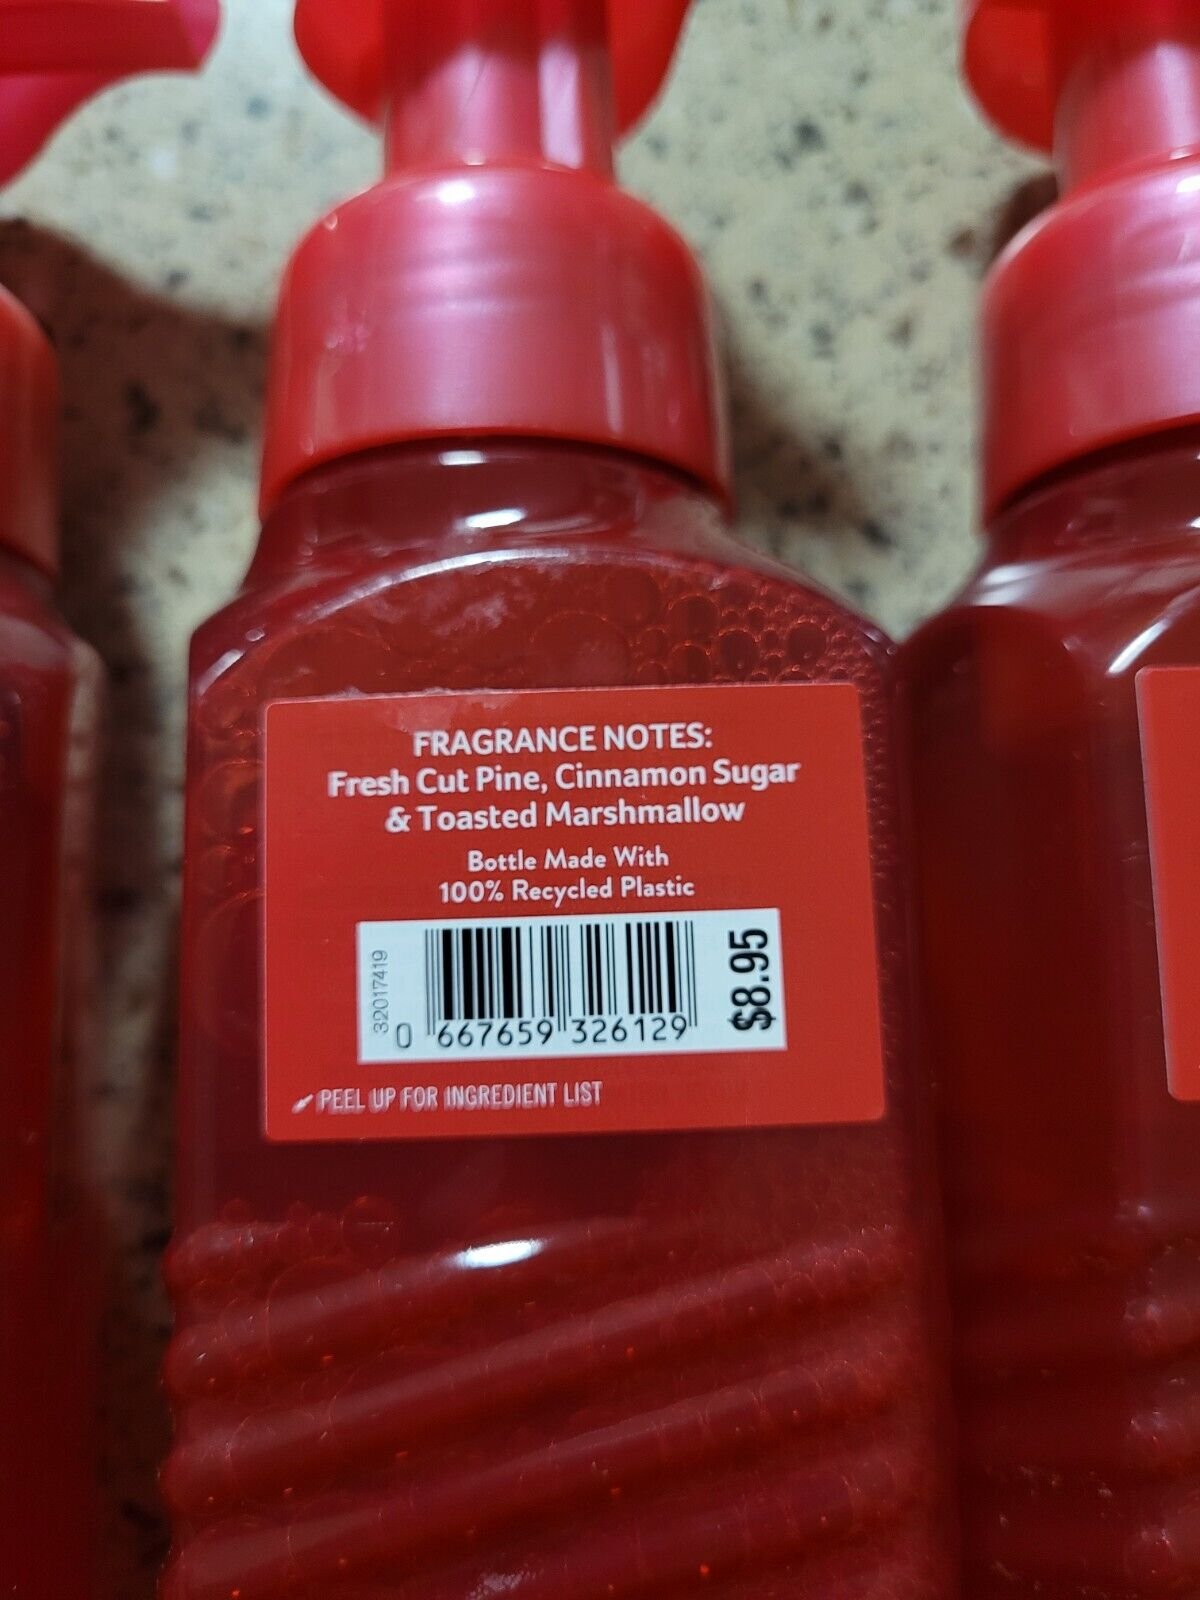 FRAGRANCE NOTES:
Fresh Cut Pine, Cinnamon Sugar
& Toasted Marshmallow
Bottle Made With
100% Recycled Plastic
32017419
0 667659 326129
$8.95
PEEL UP FOR INGREDIENT LIST